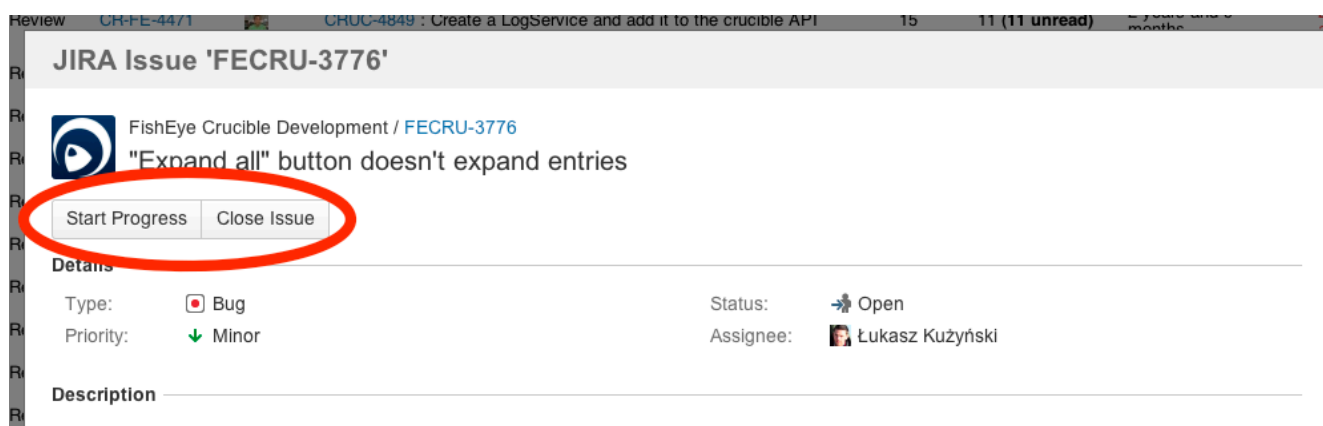 Review CR-FE-4471 CRUC-4849 : Create a LogService and add it to the crucible API 15 11 (11 unread)
months
JIRA Issue 'FECRU-3776'
FishEye Crucible Development / FECRU-3776
"Expand all" button doesn't expand entries
Start Progress Close Issue
Details
Type: Bug Status: Open
Priority: Minor Assignee: Łukasz Kużyński
Description